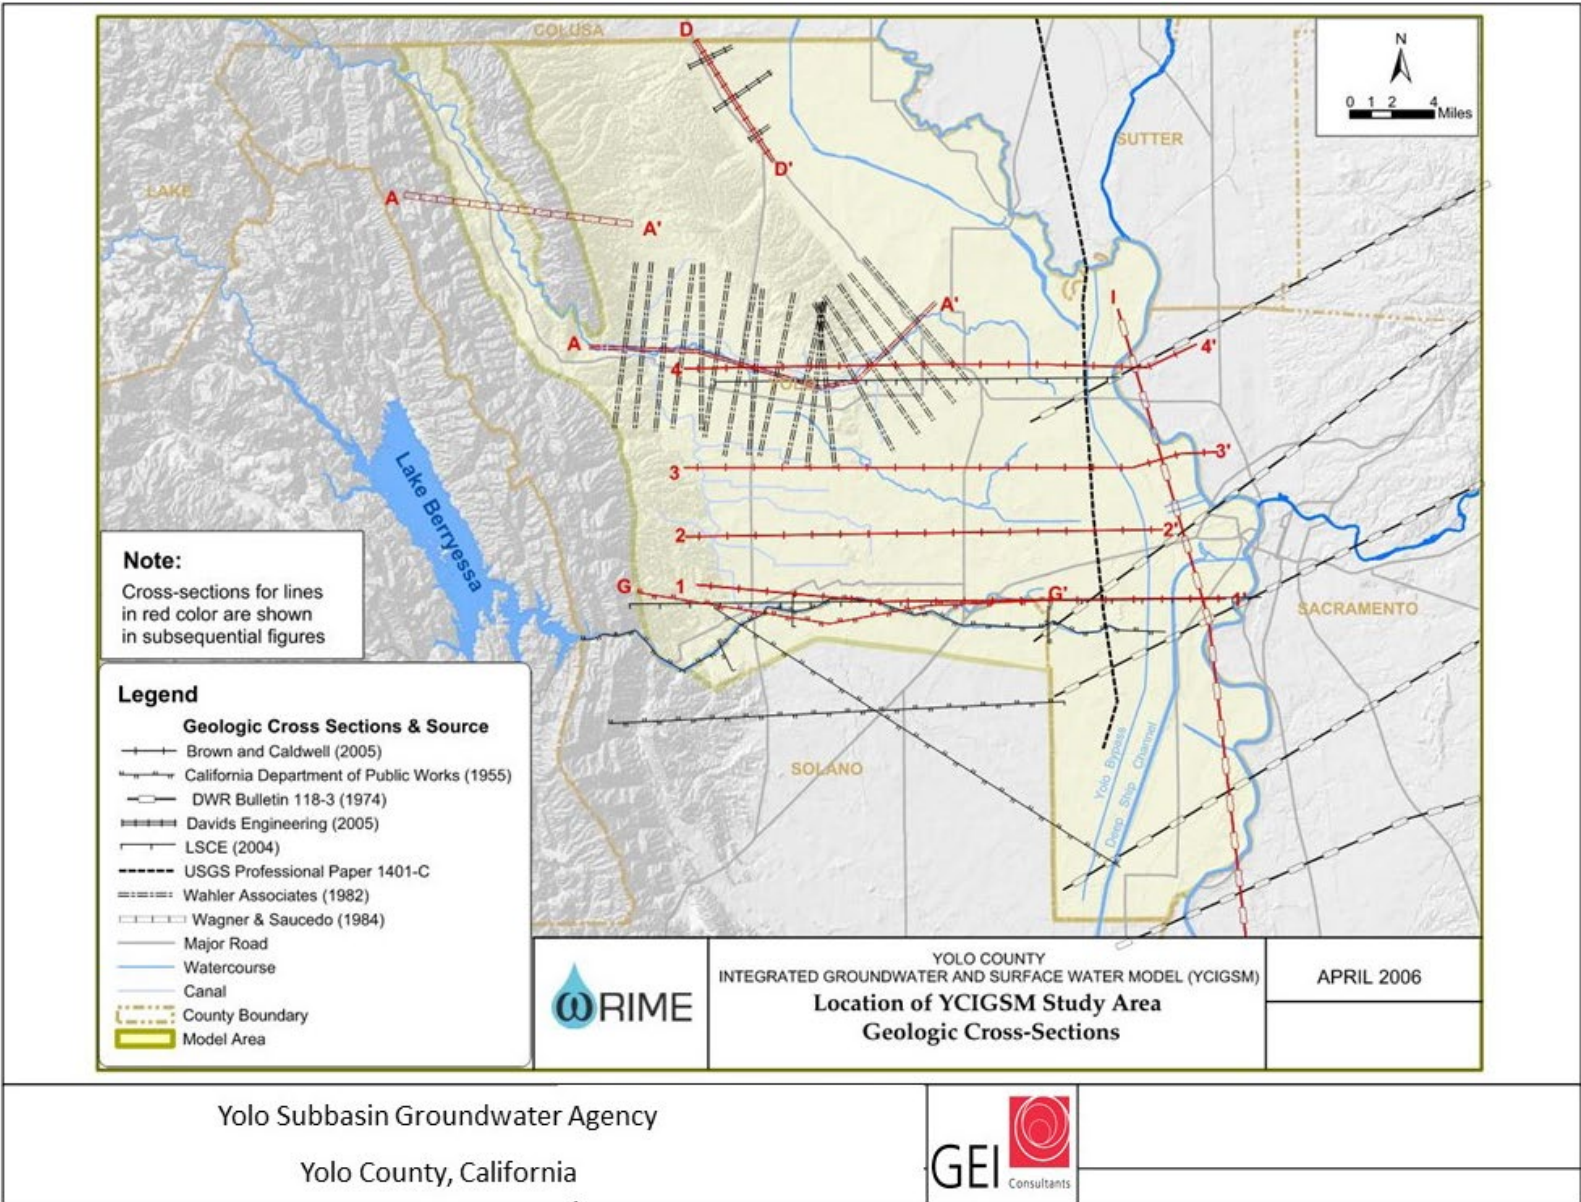 COLUSA
D
N
0 1 2 4
Miles
SUTTER
LAKE
D'
A
A'
I
A'
A
4'
4
YOLO
3'
3
Lake Berryessa
2
2'
G
1
G'
1'
SACRAMENTO
SOLANO
Yolo Bypass
Deep Ship Channel
Note:
Cross-sections for lines
in red color are shown
in subsequential figures
Legend
Geologic Cross Sections & Source
Brown and Caldwell (2005)
California Department of Public Works (1955)
DWR Bulletin 118-3 (1974)
Davids Engineering (2005)
LSCE (2004)
USGS Professional Paper 1401-C
Wahler Associates (1982)
Wagner & Saucedo (1984)
Major Road
Watercourse
Canal
County Boundary
Model Area
ωRIME
YOLO COUNTY
INTEGRATED GROUNDWATER AND SURFACE WATER MODEL (YCIGSM)
Location of YCIGSM Study Area
Geologic Cross-Sections
APRIL 2006
Yolo Subbasin Groundwater Agency
Yolo County, California
GEI
Consultants